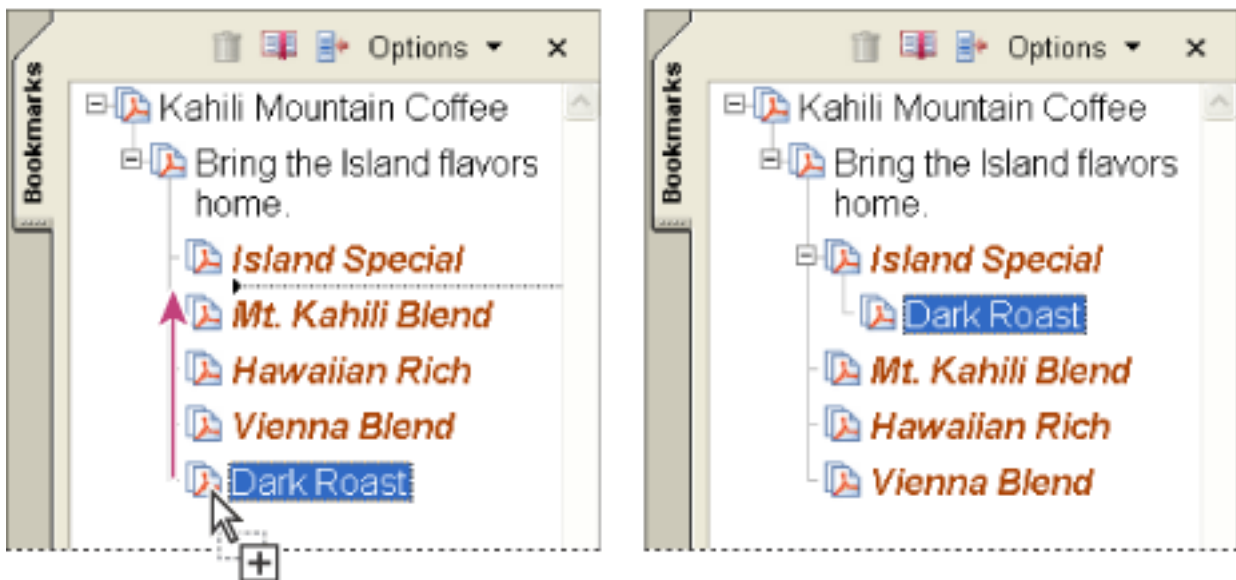 Bookmarks
Options
Kahili Mountain Coffee
Bring the Island flavors
home.
Island Special
Mt. Kahili Blend
Hawaiian Rich
Vienna Blend
Dark Roast
Bookmarks
Options
Kahili Mountain Coffee
Bring the Island flavors
home.
Island Special
Dark Roast
Mt. Kahili Blend
Hawaiian Rich
Vienna Blend